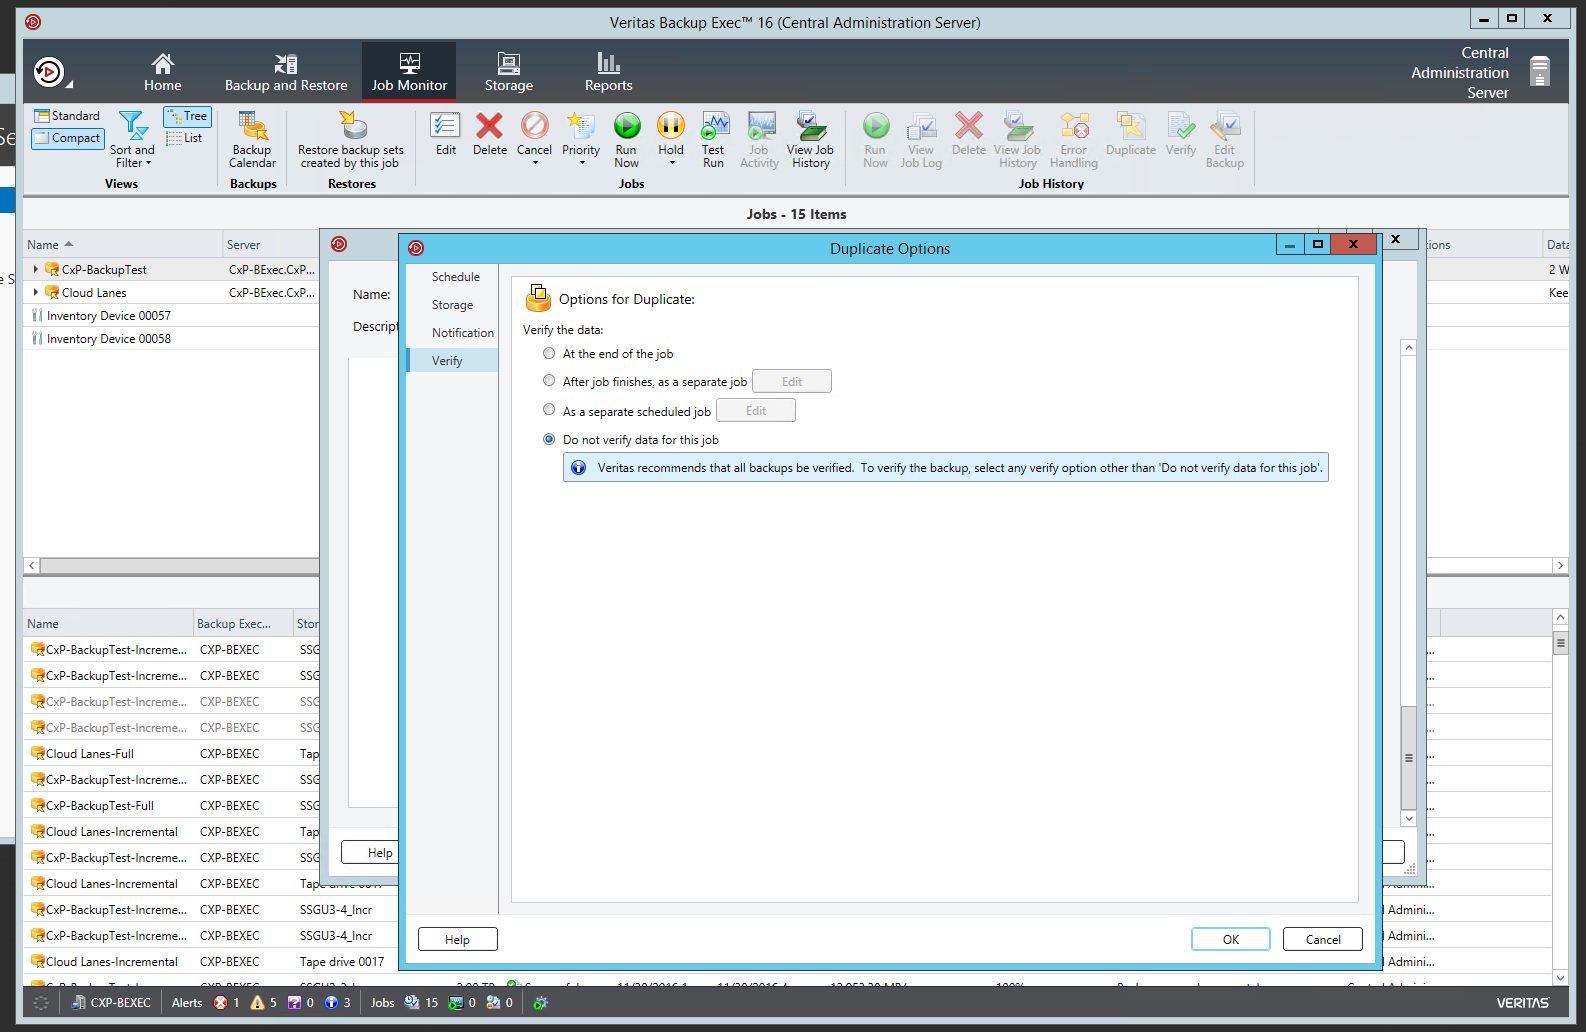 Veritas Backup Exec™ 16 (Central Administration Server)
Home
Backup and Restore
Job Monitor
Storage
Reports
Central
Administration
Server
Standard
Compact
Sort and
Filter
Tree
List
Views
Backup
Calendar
Backups
Restore backup sets
created by this job
Restores
Edit
Delete
Cancel
Priority
Run
Now
Hold
Test
Run
Job
Activity
View Job
History
Jobs
Run
Now
View
Job Log
Delete
View Job
History
Error
Handling
Duplicate
Verify
Edit
Backup
Job History
Jobs - 15 Items
Name
Server
ions
Data
CxP-BackupTest
CxP-BExec.CxP...
2 W
Cloud Lanes
CxP-BExec.CxP...
Kee
Inventory Device 00057
Inventory Device 00058
Name:
Descript
Help
Duplicate Options
Schedule
Storage
Notification
Verify
Options for Duplicate:
Verify the data:
At the end of the job
After job finishes, as a separate job
Edit
As a separate scheduled job
Edit
Do not verify data for this job
Veritas recommends that all backups be verified.  To verify the backup, select any verify option other than 'Do not verify data for this job'.
Help
OK
Cancel
Name
Backup Exec...
Stor
CxP-BackupTest-Increme... CXP-BEXEC SSG
CxP-BackupTest-Increme... CXP-BEXEC SSG
CxP-BackupTest-Increme... CXP-BEXEC SSG
CxP-BackupTest-Increme... CXP-BEXEC SSG
Cloud Lanes-Full CXP-BEXEC Tap
CxP-BackupTest-Increme... CXP-BEXEC SSG
CxP-BackupTest-Full CXP-BEXEC SSG
Cloud Lanes-Incremental CXP-BEXEC Tap
CxP-BackupTest-Increme... CXP-BEXEC SSG
Cloud Lanes-Incremental CXP-BEXEC Tape drive 0017
CxP-BackupTest-Increme... CXP-BEXEC SSGU3-4_Incr l Admini...
CxP-BackupTest-Increme... CXP-BEXEC SSGU3-4_Incr l Admini...
Cloud Lanes-Incremental CXP-BEXEC Tape drive 0017
CXP-BEXEC
Alerts 1 5 0 3
Jobs 15 0 0
VERITAS